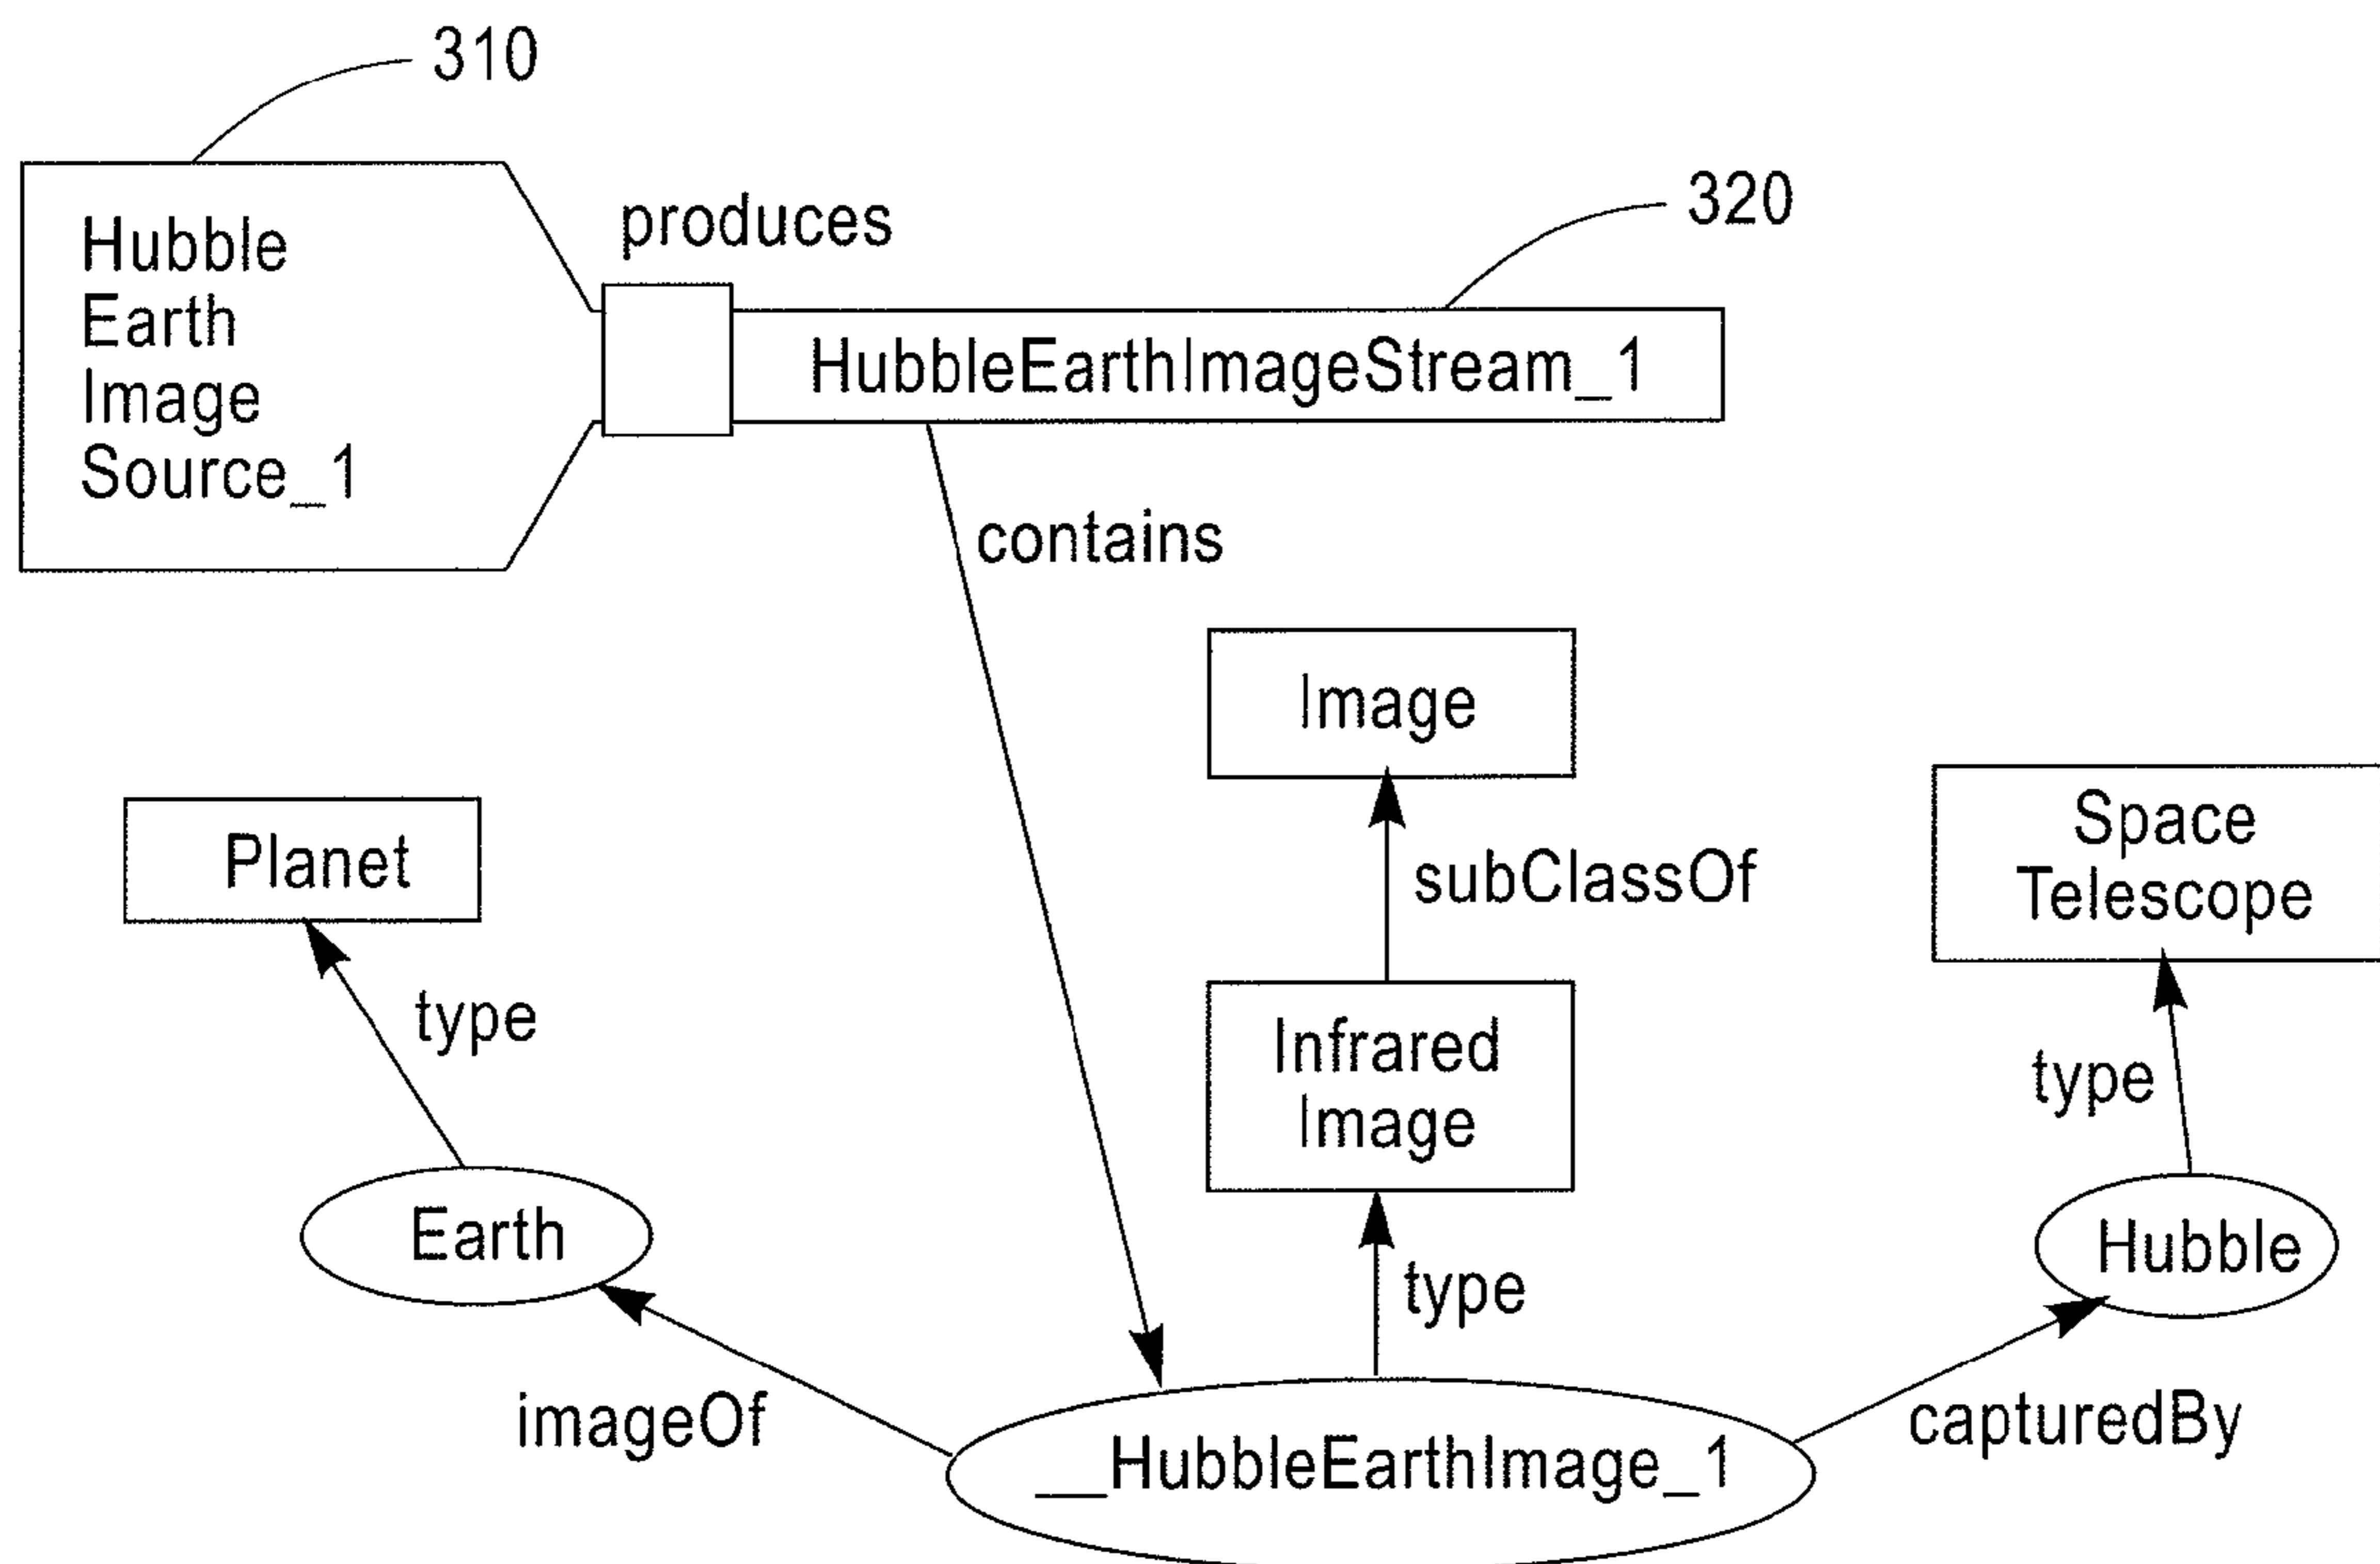 310
Hubble
Earth
Image
Source_1
produces
320
HubbleEarthImageStream_1
contains
Image
subClassOf
Planet
Space
Telescope
type
Infrared
Image
type
Earth
Hubble
type
imageOf
__HubbleEarthImage_1
capturedBy